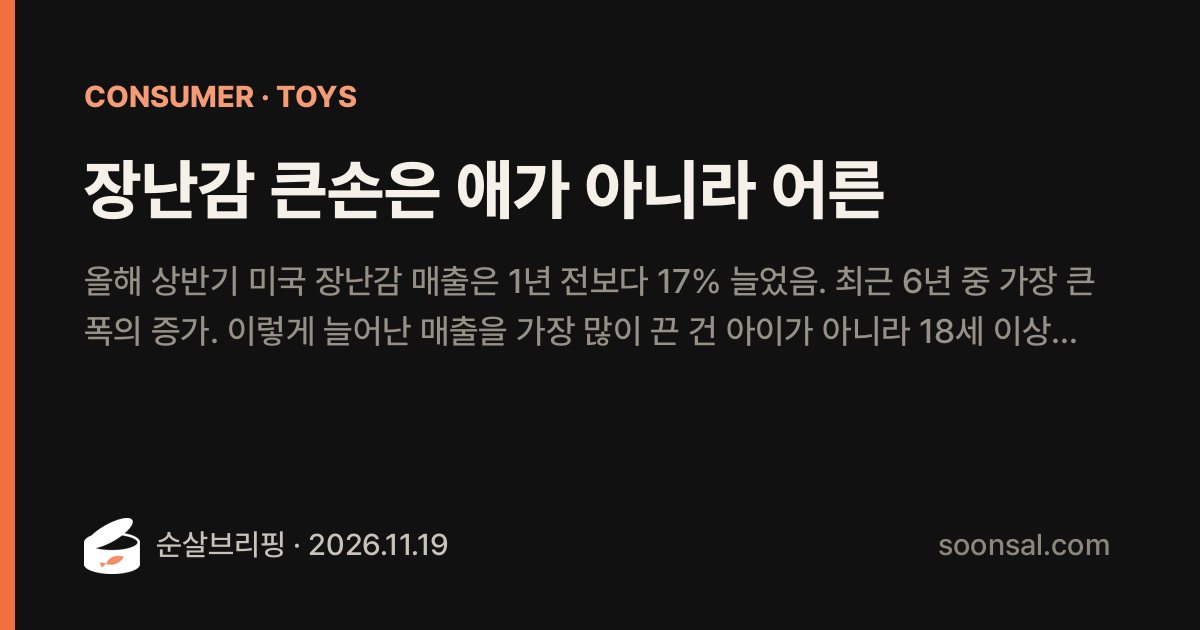 CONSUMER · TOYS
장난감 큰손은 애가 아니라 어른
올해 상반기 미국 장난감 매출은 1년 전보다 17% 늘었음. 최근 6년 중 가장 큰
폭의 증가. 이렇게 늘어난 매출을 가장 많이 끈 건 아이가 아니라 18세 이상...
순살브리핑 · 2026.11.19
soonsal.com